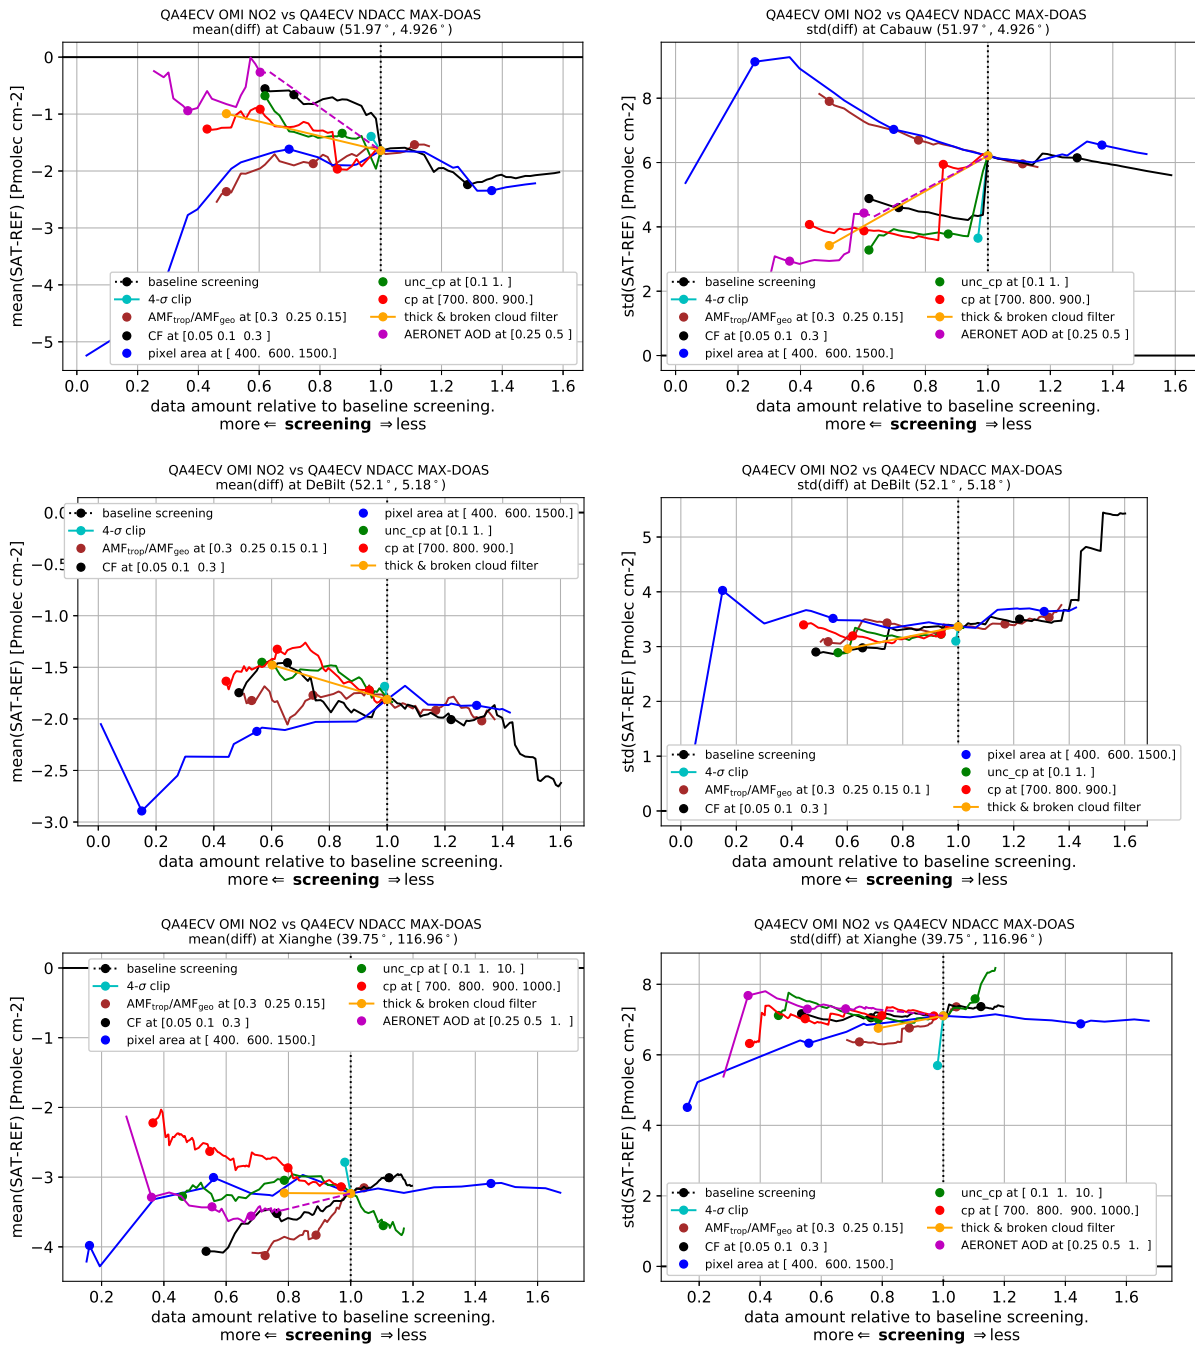 QA4ECV OMI NO2 vs QA4ECV NDACC MAX-DOAS
mean(diff) at Cabauw (51.97°, 4.926°)
mean(SAT-REF) [Pmolec cm-2]
0
−1
−2
−3
−4
−5
baseline screening
4-σ clip
AMFtrop/AMFgeo at [0.3 0.25 0.15]
CF at [0.05 0.1 0.3 ]
pixel area at [ 400. 600. 1500.]
unc_cp at [0.1 1. ]
cp at [700. 800. 900.]
thick & broken cloud filter
AERONET AOD at [0.25 0.5 ]
0.0 0.2 0.4 0.6 0.8 1.0 1.2 1.4 1.6
data amount relative to baseline screening.
more⇐ screening ⇒less
QA4ECV OMI NO2 vs QA4ECV NDACC MAX-DOAS
std(diff) at Cabauw (51.97°, 4.926°)
std(SAT-REF) [Pmolec cm-2]
8
6
4
2
0
baseline screening
4-σ clip
AMFtrop/AMFgeo at [0.3 0.25 0.15]
CF at [0.05 0.1 0.3 ]
pixel area at [ 400. 600. 1500.]
unc_cp at [0.1 1. ]
cp at [700. 800. 900.]
thick & broken cloud filter
AERONET AOD at [0.25 0.5 ]
0.0 0.2 0.4 0.6 0.8 1.0 1.2 1.4 1.6
data amount relative to baseline screening.
more⇐ screening ⇒less
QA4ECV OMI NO2 vs QA4ECV NDACC MAX-DOAS
mean(diff) at DeBilt (52.1°, 5.18°)
mean(SAT-REF) [Pmolec cm-2]
−1.0
−1.5
−2.0
−2.5
−3.0
baseline screening
4-σ clip
AMFtrop/AMFgeo at [0.3 0.25 0.15 0.1 ]
CF at [0.05 0.1 0.3 ]
pixel area at [ 400. 600. 1500.]
unc_cp at [0.1 1. ]
cp at [700. 800. 900.]
thick & broken cloud filter
0.0 0.2 0.4 0.6 0.8 1.0 1.2 1.4 1.6
data amount relative to baseline screening.
more⇐ screening ⇒less
QA4ECV OMI NO2 vs QA4ECV NDACC MAX-DOAS
std(diff) at DeBilt (52.1°, 5.18°)
std(SAT-REF) [Pmolec cm-2]
5
4
3
2
1
0
baseline screening
4-σ clip
AMFtrop/AMFgeo at [0.3 0.25 0.15 0.1 ]
CF at [0.05 0.1 0.3 ]
pixel area at [ 400. 600. 1500.]
unc_cp at [0.1 1. ]
cp at [700. 800. 900.]
thick & broken cloud filter
0.0 0.2 0.4 0.6 0.8 1.0 1.2 1.4 1.6
data amount relative to baseline screening.
more⇐ screening ⇒less
QA4ECV OMI NO2 vs QA4ECV NDACC MAX-DOAS
mean(diff) at Xianghe (39.75°, 116.96°)
mean(SAT-REF) [Pmolec cm-2]
0
−1
−2
−3
−4
baseline screening
4-σ clip
AMFtrop/AMFgeo at [0.3 0.25 0.15]
CF at [0.05 0.1 0.3 ]
pixel area at [ 400. 600. 1500.]
unc_cp at [ 0.1 1. 10. ]
cp at [ 700. 800. 900. 1000.]
thick & broken cloud filter
AERONET AOD at [0.25 0.5 1. ]
0.2 0.4 0.6 0.8 1.0 1.2 1.4 1.6
data amount relative to baseline screening.
more⇐ screening ⇒less
QA4ECV OMI NO2 vs QA4ECV NDACC MAX-DOAS
std(diff) at Xianghe (39.75°, 116.96°)
std(SAT-REF) [Pmolec cm-2]
8
6
4
2
0
baseline screening
4-σ clip
AMFtrop/AMFgeo at [0.3 0.25 0.15]
CF at [0.05 0.1 0.3 ]
pixel area at [ 400. 600. 1500.]
unc_cp at [ 0.1 1. 10. ]
cp at [ 700. 800. 900. 1000.]
thick & broken cloud filter
AERONET AOD at [0.25 0.5 1. ]
0.2 0.4 0.6 0.8 1.0 1.2 1.4 1.6
data amount relative to baseline screening.
more⇐ screening ⇒less